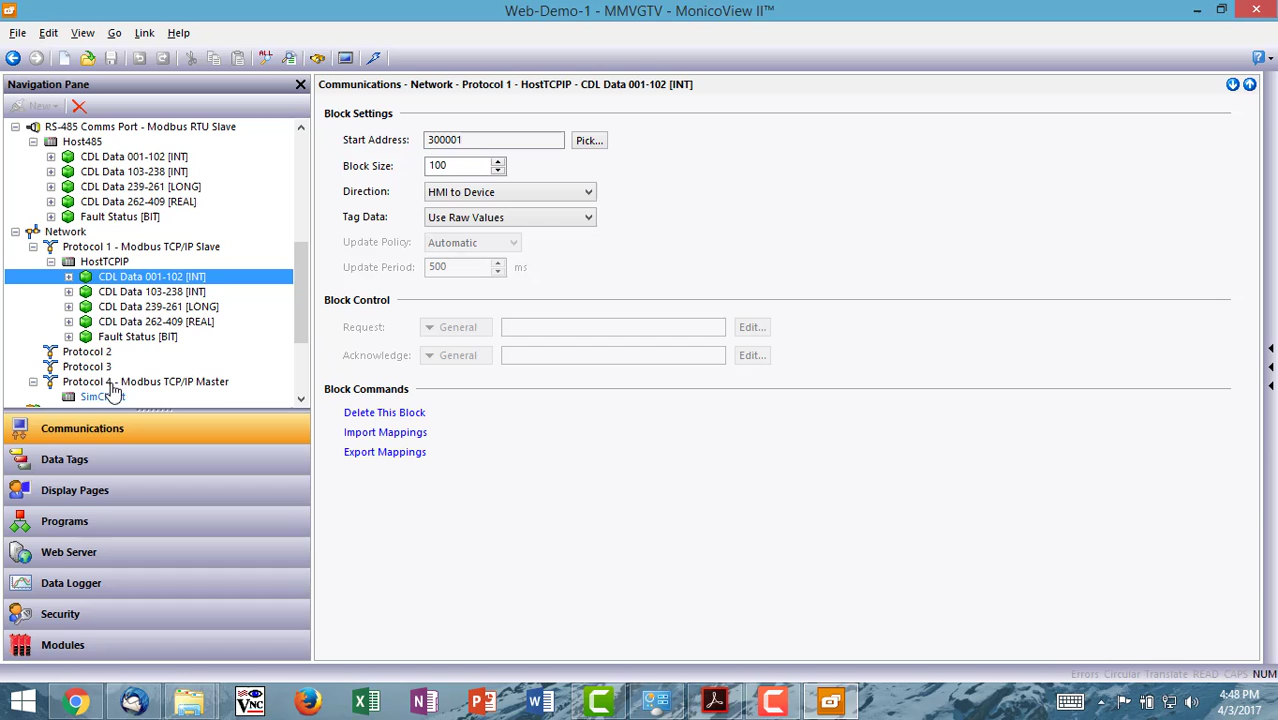 Web-Demo-1 - MMVGTV - MonicoView II™
File Edit View Go Link Help
ALL
Navigation Pane
Communications - Network - Protocol 1 - HostTCPIP - CDL Data 001-102 [INT]
New
RS-485 Comms Port - Modbus RTU Slave
Host485
CDL Data 001-102 [INT]
CDL Data 103-238 [INT]
CDL Data 239-261 [LONG]
CDL Data 262-409 [REAL]
Fault Status [BIT]
Network
Protocol 1 - Modbus TCP/IP Slave
HostTCPIP
CDL Data 001-102 [INT]
CDL Data 103-238 [INT]
CDL Data 239-261 [LONG]
CDL Data 262-409 [REAL]
Fault Status [BIT]
Protocol 2
Protocol 3
Protocol 4 - Modbus TCP/IP Master
Communications
Data Tags
Display Pages
Programs
Web Server
Data Logger
Security
Modules
Block Settings
Start Address: 300001 Pick...
Block Size: 100
Direction: HMI to Device
Tag Data: Use Raw Values
Update Policy: Automatic
Update Period: 500 ms
Block Control
Request: General Edit...
Acknowledge: General Edit...
Block Commands
Delete This Block
Import Mappings
Export Mappings
Errors: Circular Translate READ CAPS NUM
VNC
4:48 PM
4/3/2017